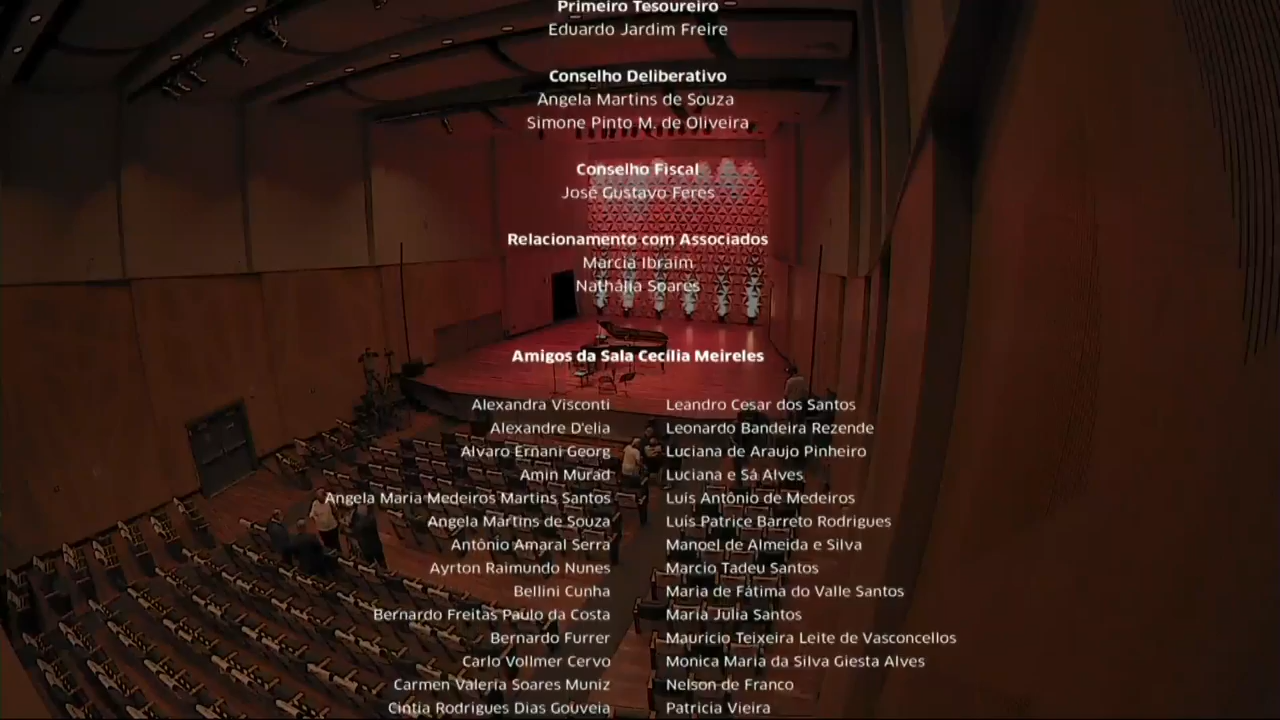 Primeiro Tesoureiro
Eduardo Jardim Freire
Conselho Deliberativo
Angela Martins de Souza
Simone Pinto M. de Oliveira
Conselho Fiscal
José Gustavo Feres
Relacionamento com Associados
Marcia Ibraim
Nathália Soares
Amigos da Sala Cecília Meireles
Alexandra Visconti
Alexandre D'elia
Alvaro Ernani Georg
Amin Murad
Angela Maria Medeiros Martins Santos
Angela Martins de Souza
Antônio Amaral Serra
Ayrton Raimundo Nunes
Bellini Cunha
Bernardo Freitas Paulo da Costa
Bernardo Furrer
Carlo Vollmer Cervo
Carmen Valeria Soares Muniz
Cintia Rodrigues Dias Gouveia
Leandro Cesar dos Santos
Leonardo Bandeira Rezende
Luciana de Araujo Pinheiro
Luciana e Sá Alves
Luis Antônio de Medeiros
Luis Patrice Barreto Rodrigues
Manoel de Almeida e Silva
Marcio Tadeu Santos
Maria de Fátima do Valle Santos
Maria Julia Santos
Mauricio Teixeira Leite de Vasconcellos
Monica Maria da Silva Giesta Alves
Nelson de Franco
Patricia Vieira